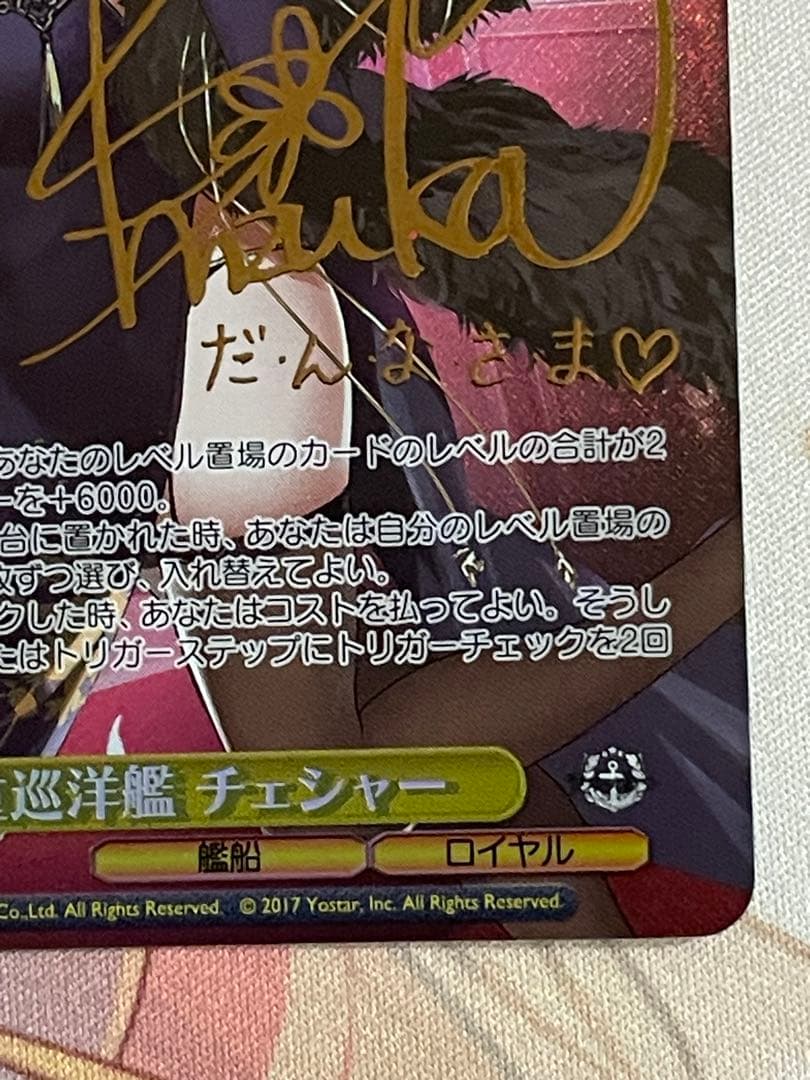 だ・ん・な・さ・ま♡
あなたのレベル置場のカードのレベルの合計が2
ーを+6000。
台に置かれた時、あなたは自分のレベル置場の
枚ずつ選び、入れ替えてよい。
クした時、あなたはコストを払ってよい。そうし
たはトリガーステップにトリガーチェックを2回
巡洋艦 チェシャー
艦船 ロイヤル
Co.,Ltd. All Rights Reserved. © 2017 Yostar, Inc. All Rights Reserved.